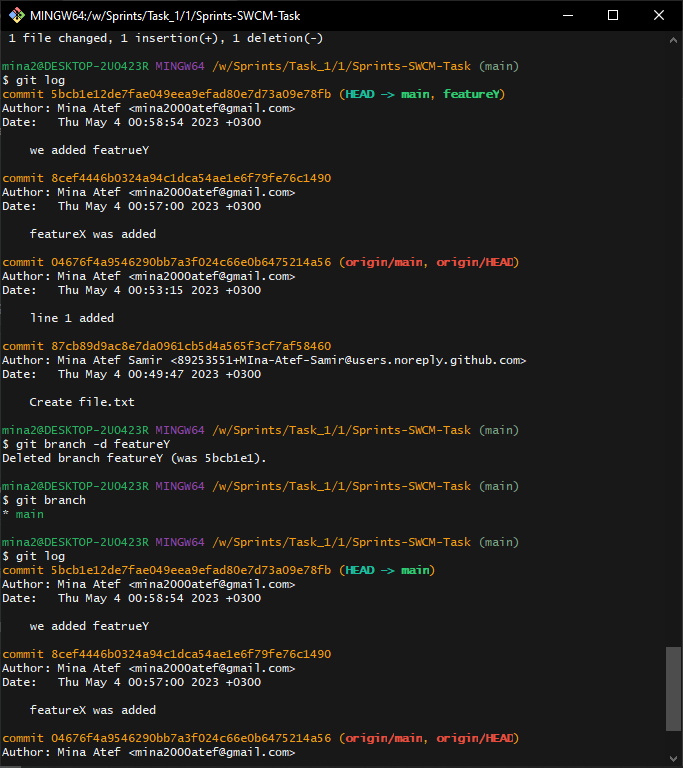 MINGW64:/w/Sprints/Task_1/1/Sprints-SWCM-Task
1 file changed, 1 insertion(+), 1 deletion(-)
mina2@DESKTOP-2UO423R MINGW64 /w/Sprints/Task_1/1/Sprints-SWCM-Task (main)
$ git log
commit 5bcb1e12de7fae049eea9efad80e7d73a09e78fb (HEAD -> main, featureY)
Author: Mina Atef <mina2000atef@gmail.com>
Date:   Thu May 4 00:58:54 2023 +0300
we added featrueY
commit 8cef4446b0324a94c1dca54ae1e6f79fe76c1490
Author: Mina Atef <mina2000atef@gmail.com>
Date:   Thu May 4 00:57:00 2023 +0300
featureX was added
commit 04676f4a9546290bb7a3f024c66e0b6475214a56 (origin/main, origin/HEAD)
Author: Mina Atef <mina2000atef@gmail.com>
Date:   Thu May 4 00:53:15 2023 +0300
line 1 added
commit 87cb89d9ac8e7da0961cb5d4a565f3cf7af58460
Author: Mina Atef Samir <89253551+MIna-Atef-Samir@users.noreply.github.com>
Date:   Thu May 4 00:49:47 2023 +0300
Create file.txt
mina2@DESKTOP-2UO423R MINGW64 /w/Sprints/Task_1/1/Sprints-SWCM-Task (main)
$ git branch -d featureY
Deleted branch featureY (was 5bcb1e1).
mina2@DESKTOP-2UO423R MINGW64 /w/Sprints/Task_1/1/Sprints-SWCM-Task (main)
$ git branch
* main
mina2@DESKTOP-2UO423R MINGW64 /w/Sprints/Task_1/1/Sprints-SWCM-Task (main)
$ git log
commit 5bcb1e12de7fae049eea9efad80e7d73a09e78fb (HEAD -> main)
Author: Mina Atef <mina2000atef@gmail.com>
Date:   Thu May 4 00:58:54 2023 +0300
we added featrueY
commit 8cef4446b0324a94c1dca54ae1e6f79fe76c1490
Author: Mina Atef <mina2000atef@gmail.com>
Date:   Thu May 4 00:57:00 2023 +0300
featureX was added
commit 04676f4a9546290bb7a3f024c66e0b6475214a56 (origin/main, origin/HEAD)
Author: Mina Atef <mina2000atef@gmail.com>